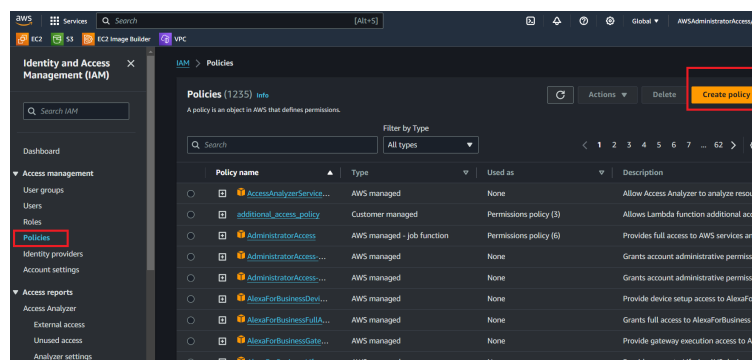 aws Services Search [Alt+S] Global ▼ AWSAdministratorAccess/
EC2 S3 EC2 Image Builder VPC
Identity and Access Management (IAM) ×
Search IAM
Dashboard
▼ Access management
User groups
Users
Roles
Policies
Identity providers
Account settings
▼ Access reports
Access Analyzer
External access
Unused access
Analyzer settings
IAM > Policies
Policies (1235) Info
A policy is an object in AWS that defines permissions.
Actions ▼ Delete Create policy
Filter by Type
Search All types ▼ < 1 2 3 4 5 6 7 ... 62 >
Policy name ▲ Type Used as Description
AccessAnalyzerService... AWS managed None Allow Access Analyzer to analyze resou
additional_access_policy Customer managed Permissions policy (3) Allows Lambda function additional acc
AdministratorAccess AWS managed - job function Permissions policy (6) Provides full access to AWS services an
AdministratorAccess-... AWS managed None Grants account administrative permiss
AdministratorAccess-... AWS managed None Grants account administrative permiss
AlexaForBusinessDevi... AWS managed None Provide device setup access to AlexaFo
AlexaForBusinessFullA... AWS managed None Grants full access to AlexaForBusiness
AlexaForBusinessGate... AWS managed None Provide gateway execution access to A